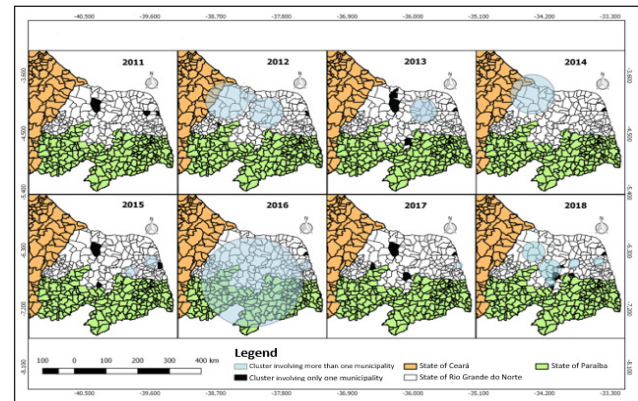 -40.500 -39.600 -38.700 -37.800 -36.900 -36.000 -35.100 -34.200 -33.300
2011 2012 2013 2014
N N N N
-3.600 -3.600
-4.500 -4.500
-5.400 -5.400
2015 2016 2017 2018
N N N N
-6.300 -6.300
-7.200 -7.200
Legend
Cluster involving more than one municipality State of Ceará State of Paraíba
Cluster involving only one municipality State of Rio Grande do Norte
100 0 100 200 300 400 km
-8.100 -8.100
-40.500 -39.600 -38.700 -37.800 -36.900 -36.000 -35.100 -34.200 -33.300